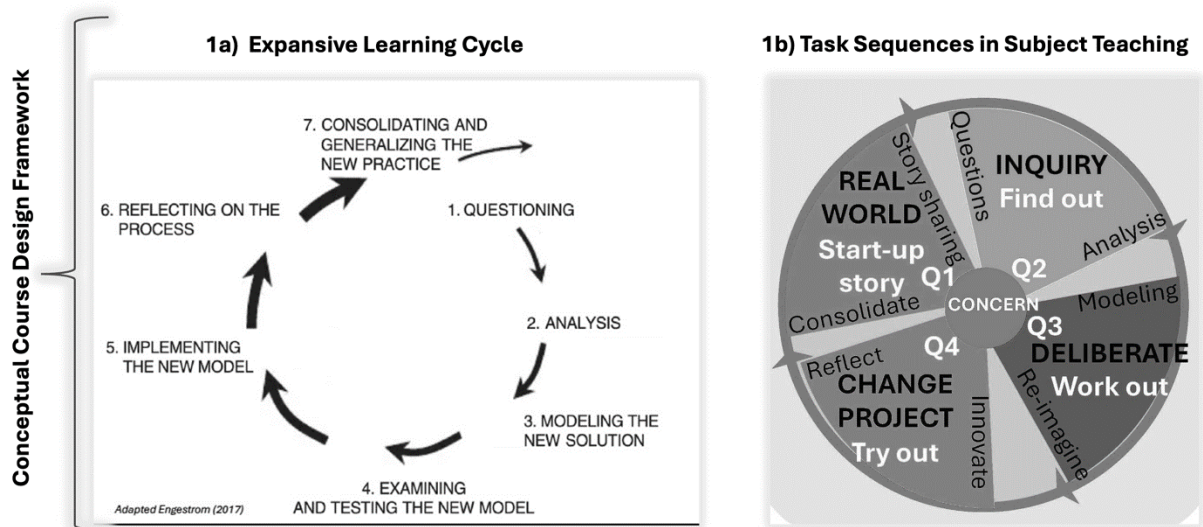 Conceptual Course Design Framework
1a) Expansive Learning Cycle
7. CONSOLIDATING AND
GENERALIZING THE
NEW PRACTICE
1. QUESTIONING
2. ANALYSIS
3. MODELING THE
NEW SOLUTION
4. EXAMINING
AND TESTING THE NEW MODEL
5. IMPLEMENTING
THE NEW MODEL
6. REFLECTING ON THE
PROCESS
Adapted Engestrom (2017)
1b) Task Sequences in Subject Teaching
REAL
WORLD
Start-up
story
Q1
Story sharing
Questions
INQUIRY
Find out
Q2
Analysis
CONCERN
Modeling
Q3
DELIBERATE
Work out
Re-imagine
Innovate
Q4
CHANGE
PROJECT
Try out
Reflect
Consolidate